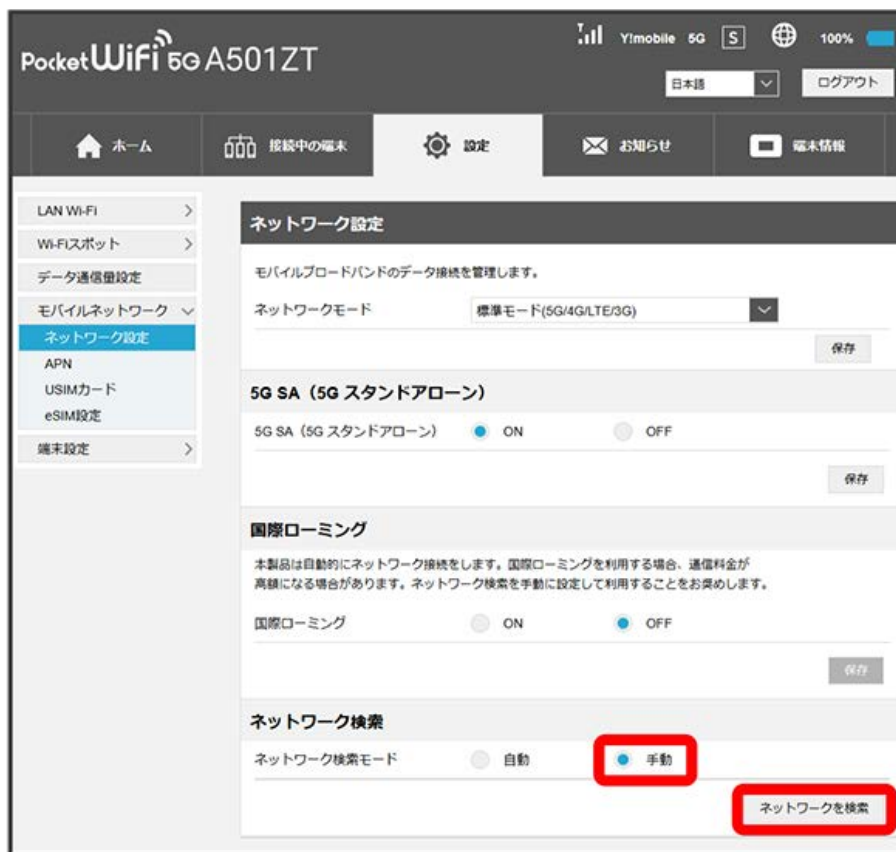 Pocket WiFi 5G A501ZT
Y!mobile 5G S 100%
日本語 ログアウト
ホーム 接続中の端末 設定 お知らせ 端末情報
LAN Wi-Fi
Wi-Fiスポット
データ通信量設定
モバイルネットワーク
ネットワーク設定
APN
USIMカード
eSIM設定
端末設定
ネットワーク設定
モバイルブロードバンドのデータ接続を管理します。
ネットワークモード 標準モード(5G/4G/LTE/3G)
保存
5G SA(5G スタンドアローン)
5G SA(5G スタンドアローン) ON OFF
保存
国際ローミング
本製品は自動的にネットワーク接続をします。国際ローミングを利用する場合、通信料金が
高額になる場合があります。ネットワーク検索を手動に設定して利用することをお奨めします。
国際ローミング ON OFF
保存
ネットワーク検索
ネットワーク検索モード 自動 手動
ネットワークを検索